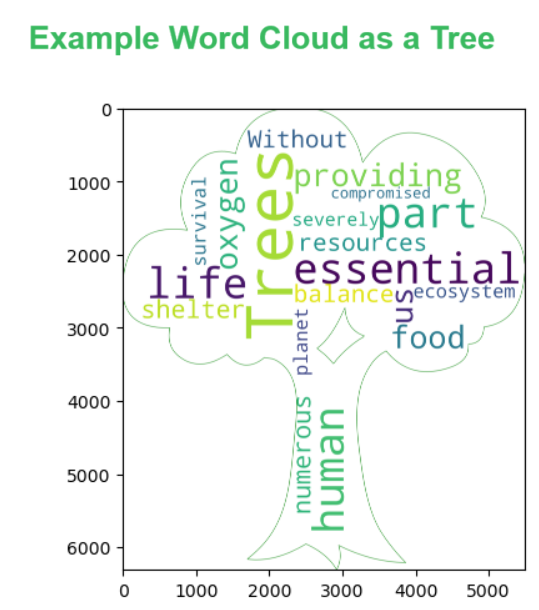 Example Word Cloud as a Tree
0
1000
2000
3000
4000
5000
6000
Without
providing
compromised
survival
oxygen
Trees
severely
part
resources
essential
life
balance
us
ecosystem
shelter
planet
food
numerous
human
0 1000 2000 3000 4000 5000